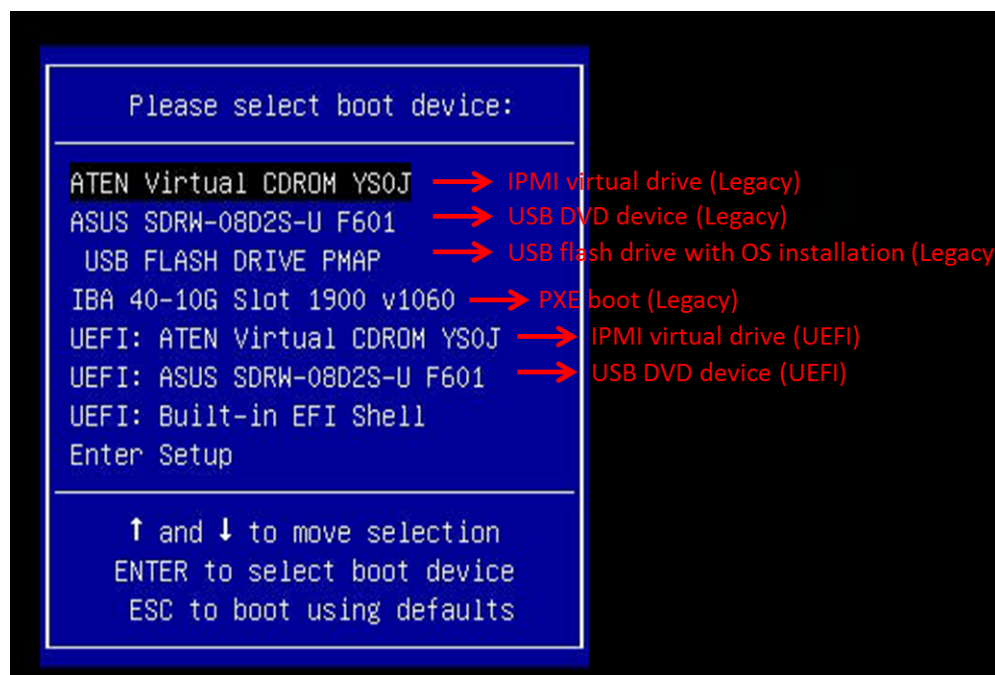 Please select boot device:
ATEN Virtual CDROM YS0J → IPMI virtual drive (Legacy)
ASUS SDRW-08D2S-U F601 → USB DVD device (Legacy)
USB FLASH DRIVE PMAP → USB flash drive with OS installation (Legacy
IBA 40-10G Slot 1900 v1060 → PXE boot (Legacy)
UEFI: ATEN Virtual CDROM YS0J → IPMI virtual drive (UEFI)
UEFI: ASUS SDRW-08D2S-U F601 → USB DVD device (UEFI)
UEFI: Built-in EFI Shell
Enter Setup
↑ and ↓ to move selection
ENTER to select boot device
ESC to boot using defaults